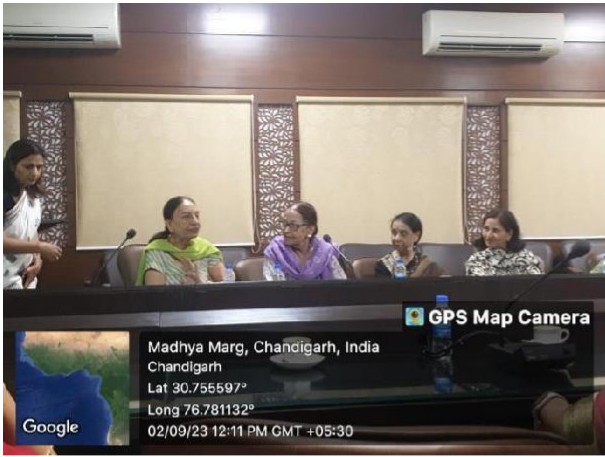 GPS Map Camera
Madhya Marg, Chandigarh, India
Chandigarh
Lat 30.755597°
Long 76.781132°
02/09/23 12:11 PM GMT +05:30
Google